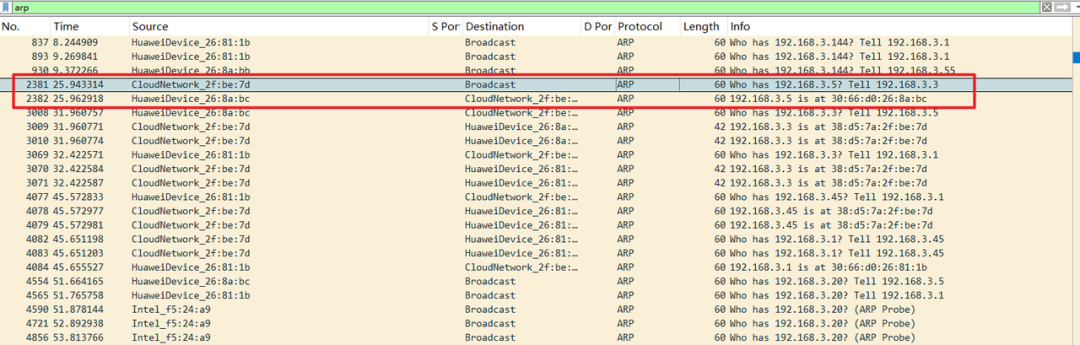 arp
No. Time Source S Por Destination D Por Protocol Length Info
837 8.244909 HuaweiDevice_26:81:1b Broadcast ARP 60 Who has 192.168.3.144? Tell 192.168.3.1
893 9.269841 HuaweiDevice_26:81:1b Broadcast ARP 60 Who has 192.168.3.144? Tell 192.168.3.1
930 9.372266 HuaweiDevice_26:8a:bb Broadcast ARP 60 Who has 192.168.3.144? Tell 192.168.3.55
2381 25.943314 CloudNetwork_2f:be:7d Broadcast ARP 60 Who has 192.168.3.5? Tell 192.168.3.3
2382 25.962918 HuaweiDevice_26:8a:bc CloudNetwork_2f:be:… ARP 60 192.168.3.5 is at 30:66:d0:26:8a:bc
3008 31.960757 HuaweiDevice_26:8a:bc CloudNetwork_2f:be:… ARP 60 Who has 192.168.3.3? Tell 192.168.3.5
3009 31.960771 CloudNetwork_2f:be:7d HuaweiDevice_26:8a:… ARP 42 192.168.3.3 is at 38:d5:7a:2f:be:7d
3010 31.960774 CloudNetwork_2f:be:7d HuaweiDevice_26:8a:… ARP 42 192.168.3.3 is at 38:d5:7a:2f:be:7d
3069 32.422571 HuaweiDevice_26:81:1b CloudNetwork_2f:be:… ARP 60 Who has 192.168.3.3? Tell 192.168.3.1
3070 32.422584 CloudNetwork_2f:be:7d HuaweiDevice_26:81:… ARP 42 192.168.3.3 is at 38:d5:7a:2f:be:7d
3071 32.422587 CloudNetwork_2f:be:7d HuaweiDevice_26:81:… ARP 42 192.168.3.3 is at 38:d5:7a:2f:be:7d
4077 45.572833 HuaweiDevice_26:81:1b CloudNetwork_2f:be:… ARP 60 Who has 192.168.3.45? Tell 192.168.3.1
4078 45.572977 CloudNetwork_2f:be:7d HuaweiDevice_26:81:… ARP 60 192.168.3.45 is at 38:d5:7a:2f:be:7d
4079 45.572981 CloudNetwork_2f:be:7d HuaweiDevice_26:81:… ARP 60 192.168.3.45 is at 38:d5:7a:2f:be:7d
4082 45.651198 CloudNetwork_2f:be:7d HuaweiDevice_26:81:… ARP 60 Who has 192.168.3.1? Tell 192.168.3.45
4083 45.651203 CloudNetwork_2f:be:7d HuaweiDevice_26:81:… ARP 60 Who has 192.168.3.1? Tell 192.168.3.45
4084 45.655527 HuaweiDevice_26:81:1b CloudNetwork_2f:be:… ARP 60 192.168.3.1 is at 30:66:d0:26:81:1b
4554 51.664165 HuaweiDevice_26:8a:bc Broadcast ARP 60 Who has 192.168.3.20? Tell 192.168.3.5
4565 51.765758 HuaweiDevice_26:81:1b Broadcast ARP 60 Who has 192.168.3.20? Tell 192.168.3.1
4590 51.878144 Intel_f5:24:a9 Broadcast ARP 60 Who has 192.168.3.20? (ARP Probe)
4721 52.892938 Intel_f5:24:a9 Broadcast ARP 60 Who has 192.168.3.20? (ARP Probe)
4856 53.813766 Intel_f5:24:a9 Broadcast ARP 60 Who has 192.168.3.20? (ARP Probe)